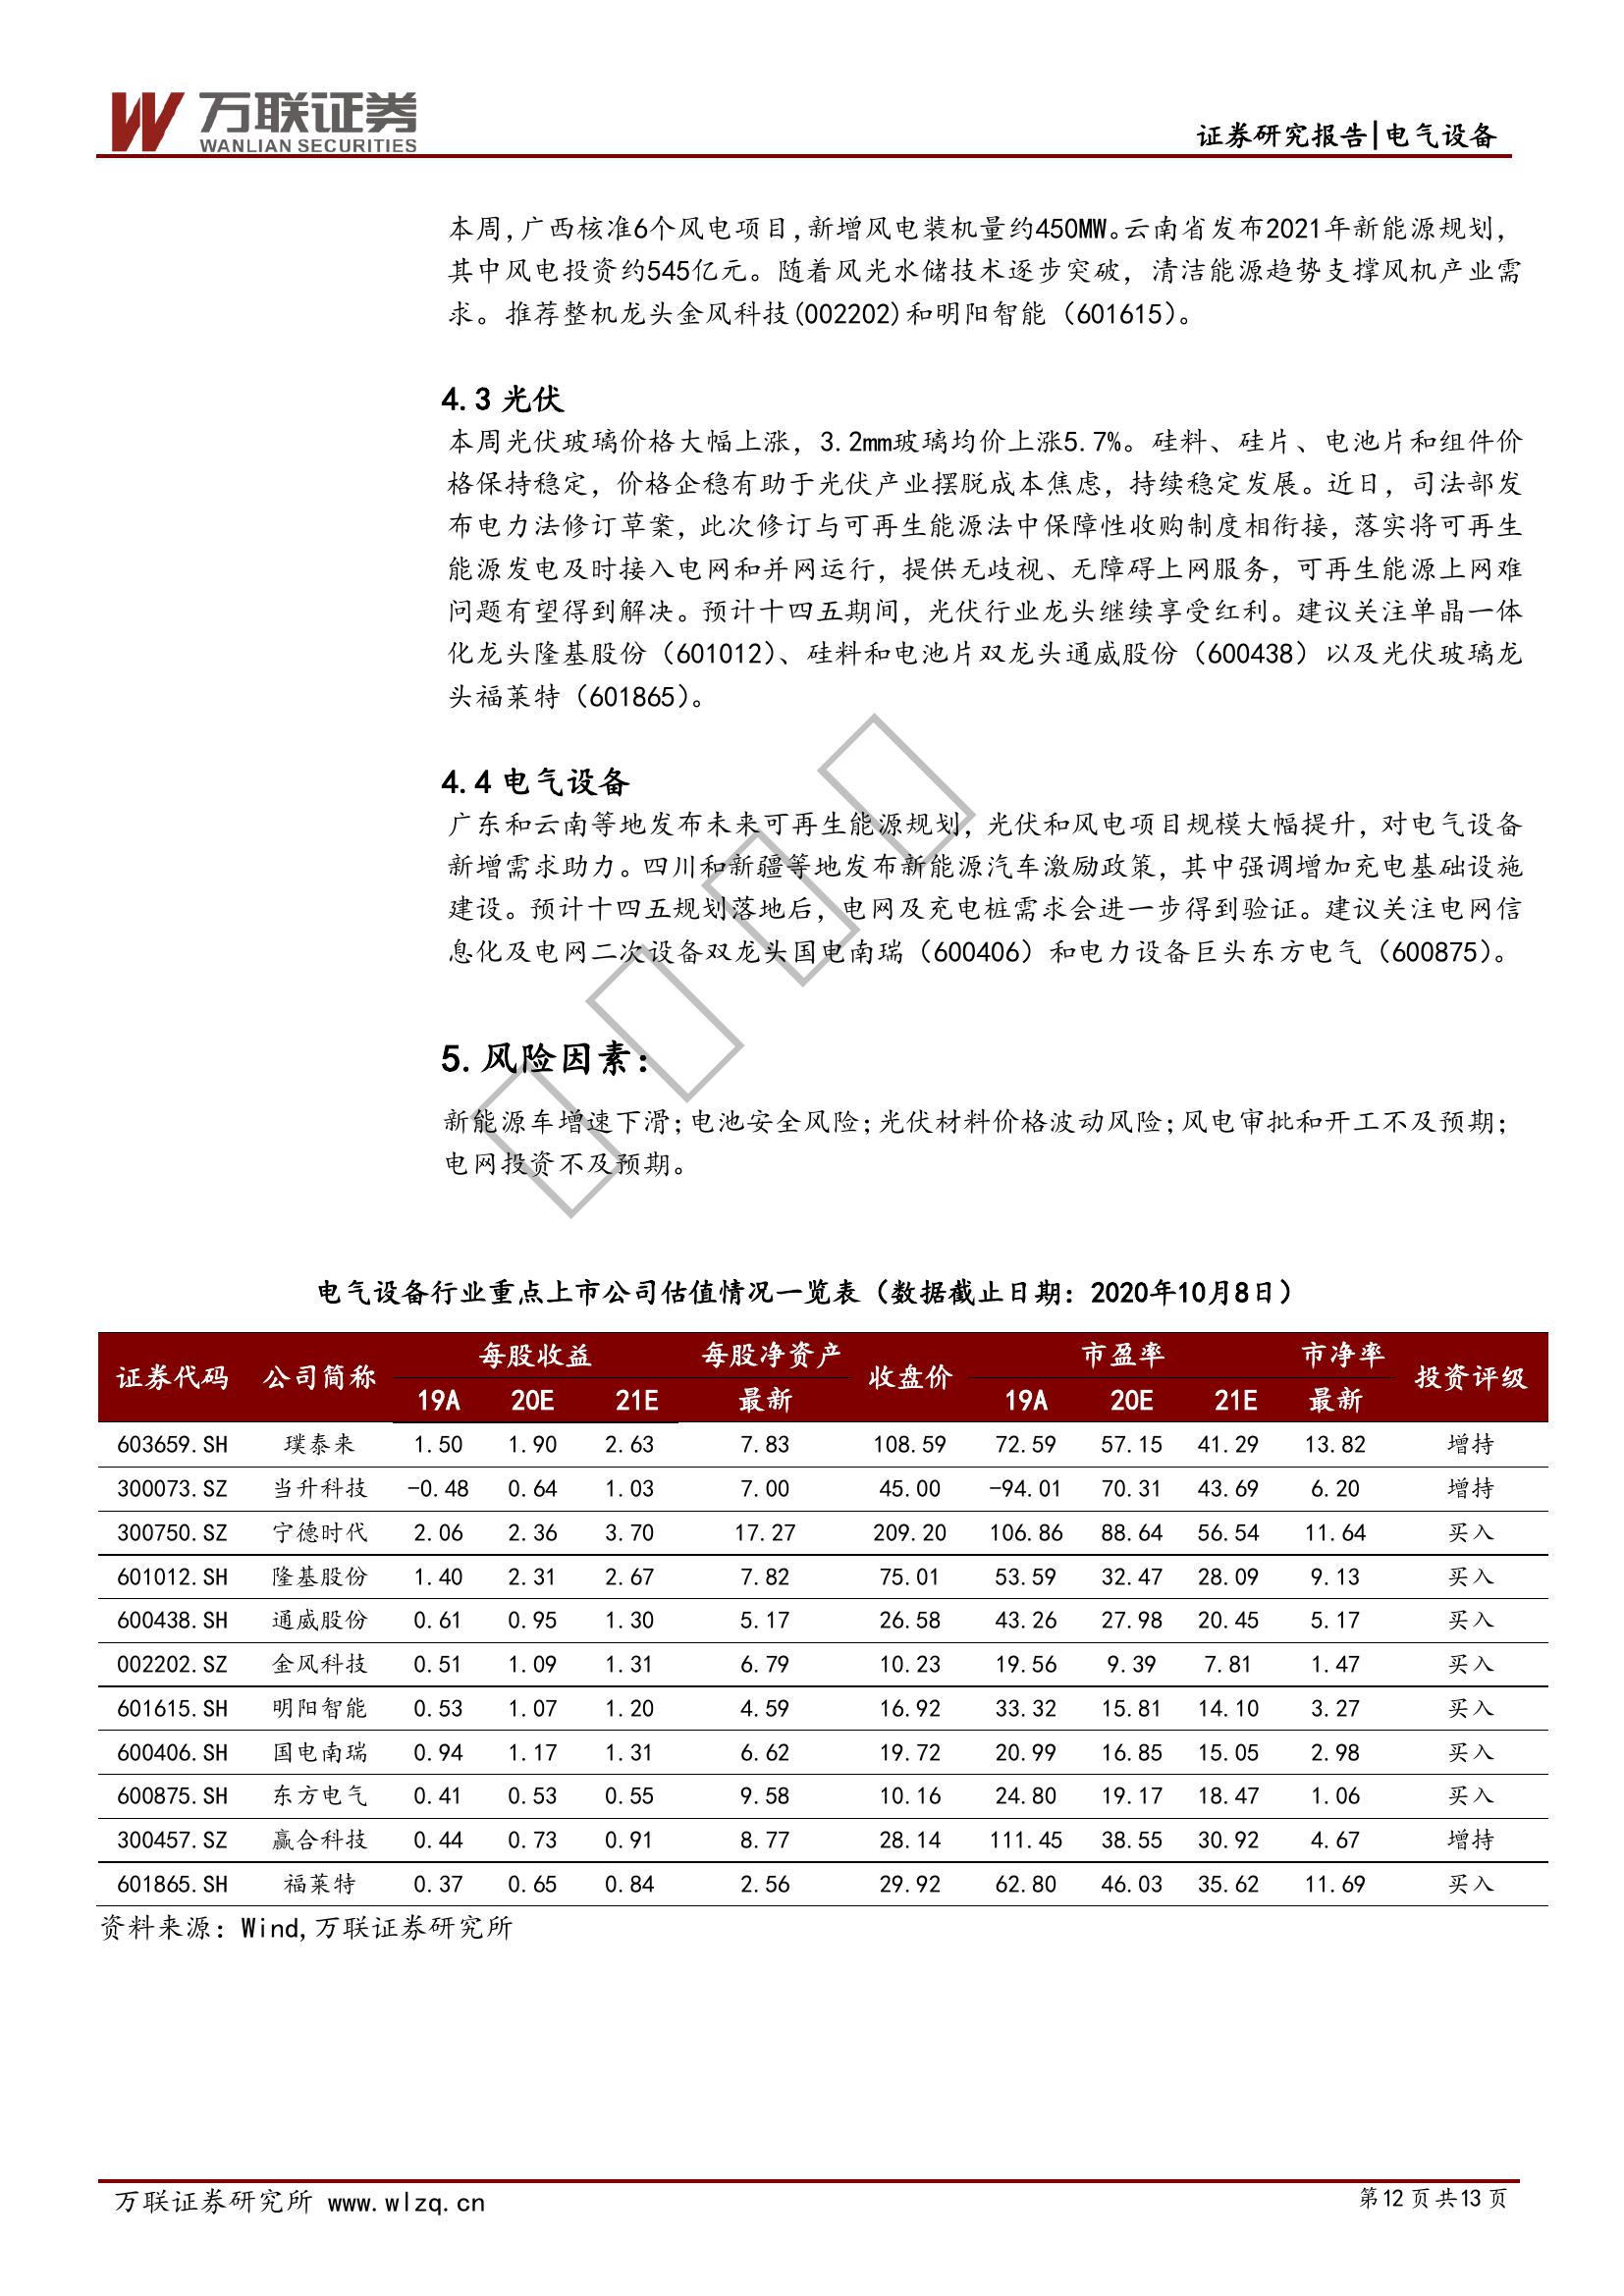 万联证券
WANLIAN SECURITIES
证券研究报告|电气设备
本周,广西核准6个风电项目,新增风电装机量约450MW。云南省发布2021年新能源规划,
其中风电投资约545亿元。随着风光水储技术逐步突破，清洁能源趋势支撑风机产业需
求。推荐整机龙头金风科技(002202)和明阳智能（601615）。
4.3 光伏
本周光伏玻璃价格大幅上涨，3.2mm玻璃均价上涨5.7%。硅料、硅片、电池片和组件价
格保持稳定，价格企稳有助于光伏产业摆脱成本焦虑，持续稳定发展。近日，司法部发
布电力法修订草案，此次修订与可再生能源法中保障性收购制度相衔接，落实将可再生
能源发电及时接入电网和并网运行，提供无歧视、无障碍上网服务，可再生能源上网难
问题有望得到解决。预计十四五期间，光伏行业龙头继续享受红利。建议关注单晶一体
化龙头隆基股份（601012）、硅料和电池片双龙头通威股份（600438）以及光伏玻璃龙
头福莱特（601865）。
4.4 电气设备
广东和云南等地发布未来可再生能源规划，光伏和风电项目规模大幅提升，对电气设备
新增需求助力。四川和新疆等地发布新能源汽车激励政策，其中强调增加充电基础设施
建设。预计十四五规划落地后，电网及充电桩需求会进一步得到验证。建议关注电网信
息化及电网二次设备双龙头国电南瑞（600406）和电力设备巨头东方电气（600875）。
5.风险因素：
新能源车增速下滑;电池安全风险;光伏材料价格波动风险;风电审批和开工不及预期;
电网投资不及预期。
电气设备行业重点上市公司估值情况一览表（数据截止日期：2020年10月8日）
证券代码 公司简称 每股收益 每股净资产 收盘价 市盈率 市净率 投资评级
19A 20E 21E 最新 19A 20E 21E 最新
603659.SH 璞泰来 1.50 1.90 2.63 7.83 108.59 72.59 57.15 41.29 13.82 增持
300073.SZ 当升科技 -0.48 0.64 1.03 7.00 45.00 -94.01 70.31 43.69 6.20 增持
300750.SZ 宁德时代 2.06 2.36 3.70 17.27 209.20 106.86 88.64 56.54 11.64 买入
601012.SH 隆基股份 1.40 2.31 2.67 7.82 75.01 53.59 32.47 28.09 9.13 买入
600438.SH 通威股份 0.61 0.95 1.30 5.17 26.58 43.26 27.98 20.45 5.17 买入
002202.SZ 金风科技 0.51 1.09 1.31 6.79 10.23 19.56 9.39 7.81 1.47 买入
601615.SH 明阳智能 0.53 1.07 1.20 4.59 16.92 33.32 15.81 14.10 3.27 买入
600406.SH 国电南瑞 0.94 1.17 1.31 6.62 19.72 20.99 16.85 15.05 2.98 买入
600875.SH 东方电气 0.41 0.53 0.55 9.58 10.16 24.80 19.17 18.47 1.06 买入
300457.SZ 赢合科技 0.44 0.73 0.91 8.77 28.14 111.45 38.55 30.92 4.67 增持
601865.SH 福莱特 0.37 0.65 0.84 2.56 29.92 62.80 46.03 35.62 11.69 买入
资料来源：Wind,万联证券研究所
万联证券研究所 www.wlzq.cn
第12页共13页